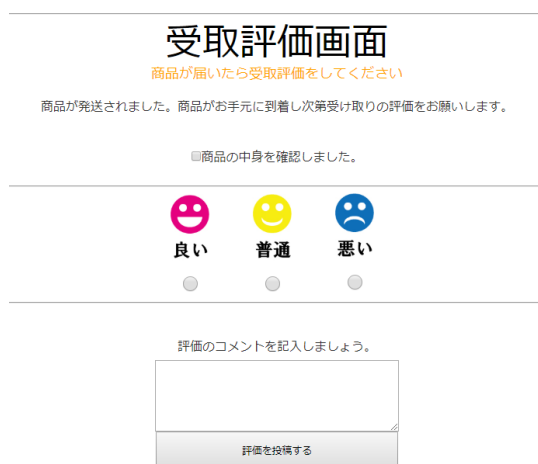 受取評価画面
商品が届いたら受取評価をしてください
商品が発送されました。商品がお手元に到着し次第受け取りの評価をお願いします。
商品の中身を確認しました。
良い 普通 悪い
評価のコメントを記入しましょう。
評価を投稿する